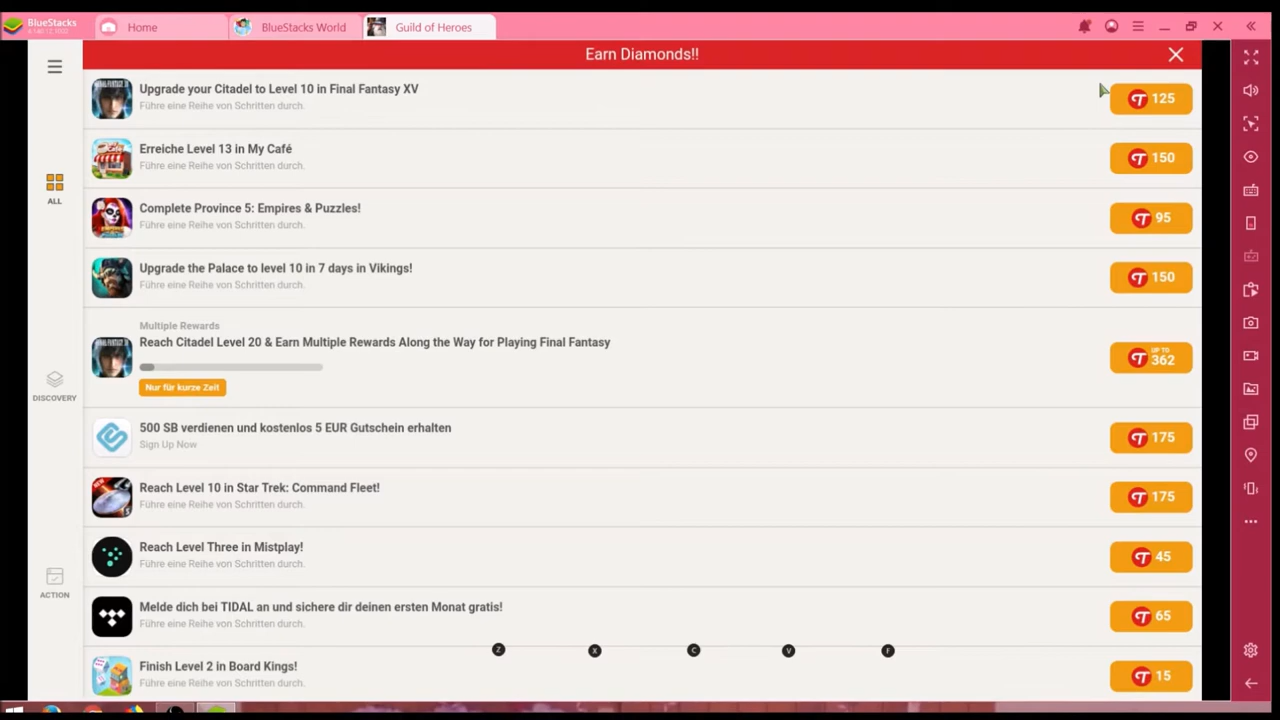 BlueStacks
Home
BlueStacks World
Guild of Heroes
Earn Diamonds!!
Upgrade your Citadel to Level 10 in Final Fantasy XV
Führe eine Reihe von Schritten durch.
125
ALL
Erreiche Level 13 in My Café
Führe eine Reihe von Schritten durch.
150
Complete Province 5: Empires & Puzzles!
Führe eine Reihe von Schritten durch.
95
Upgrade the Palace to level 10 in 7 days in Vikings!
Führe eine Reihe von Schritten durch.
150
Multiple Rewards
Reach Citadel Level 20 & Earn Multiple Rewards Along the Way for Playing Final Fantasy
Nur für kurze Zeit
UP TO
362
DISCOVERY
500 SB verdienen und kostenlos 5 EUR Gutschein erhalten
Sign Up Now
175
Reach Level 10 in Star Trek: Command Fleet!
Führe eine Reihe von Schritten durch.
175
Reach Level Three in Mistplay!
Führe eine Reihe von Schritten durch.
45
ACTION
Melde dich bei TIDAL an und sichere dir deinen ersten Monat gratis!
Führe eine Reihe von Schritten durch.
65
Z X C V F
Finish Level 2 in Board Kings!
Führe eine Reihe von Schritten durch.
15